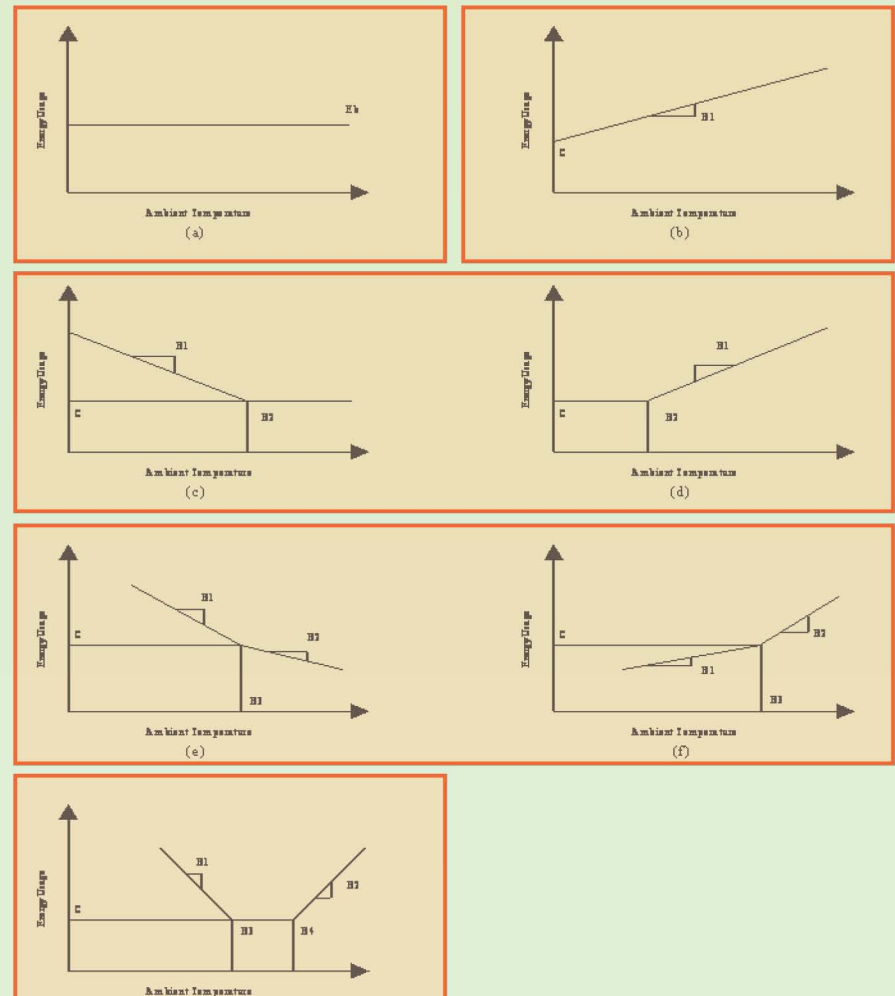 Energy Usage
Eb
Ambient Temperature
(a)
Energy Usage
C
B1
Ambient Temperature
(b)
Energy Usage
B1
C
B2
Ambient Temperature
(c)
Energy Usage
B1
C
B2
Ambient Temperature
(d)
Energy Usage
B1
C
B2
B3
Ambient Temperature
(e)
Energy Usage
C
B2
B1
B3
Ambient Temperature
(f)
Energy Usage
B1
B2
C
B3
B4
Ambient Temperature